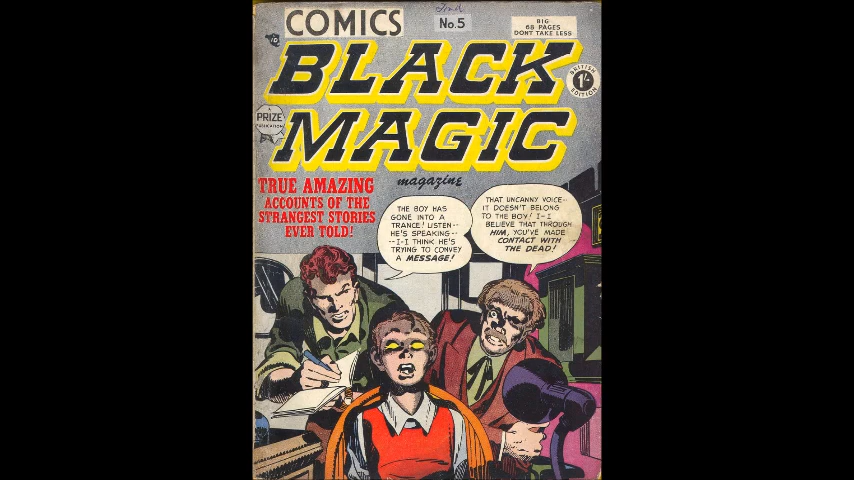 COMICS
No.5
BIG
68 PAGES
DONT TAKE LESS
BLACK
MAGIC
BRITISH
1/-
EDITION
A
PRIZE
PUBLICATION
magazine
TRUE AMAZING
ACCOUNTS OF THE
STRANGEST STORIES
EVER TOLD!
THE BOY HAS
GONE INTO A
TRANCE! LISTEN--
HE'S SPEAKING--
--I-I THINK HE'S
TRYING TO CONVEY
A MESSAGE!
THAT UNCANNY VOICE--
IT DOESN'T BELONG
TO THE BOY! I-I
BELIEVE THAT THROUGH
HIM, YOU'VE MADE
CONTACT WITH
THE DEAD!